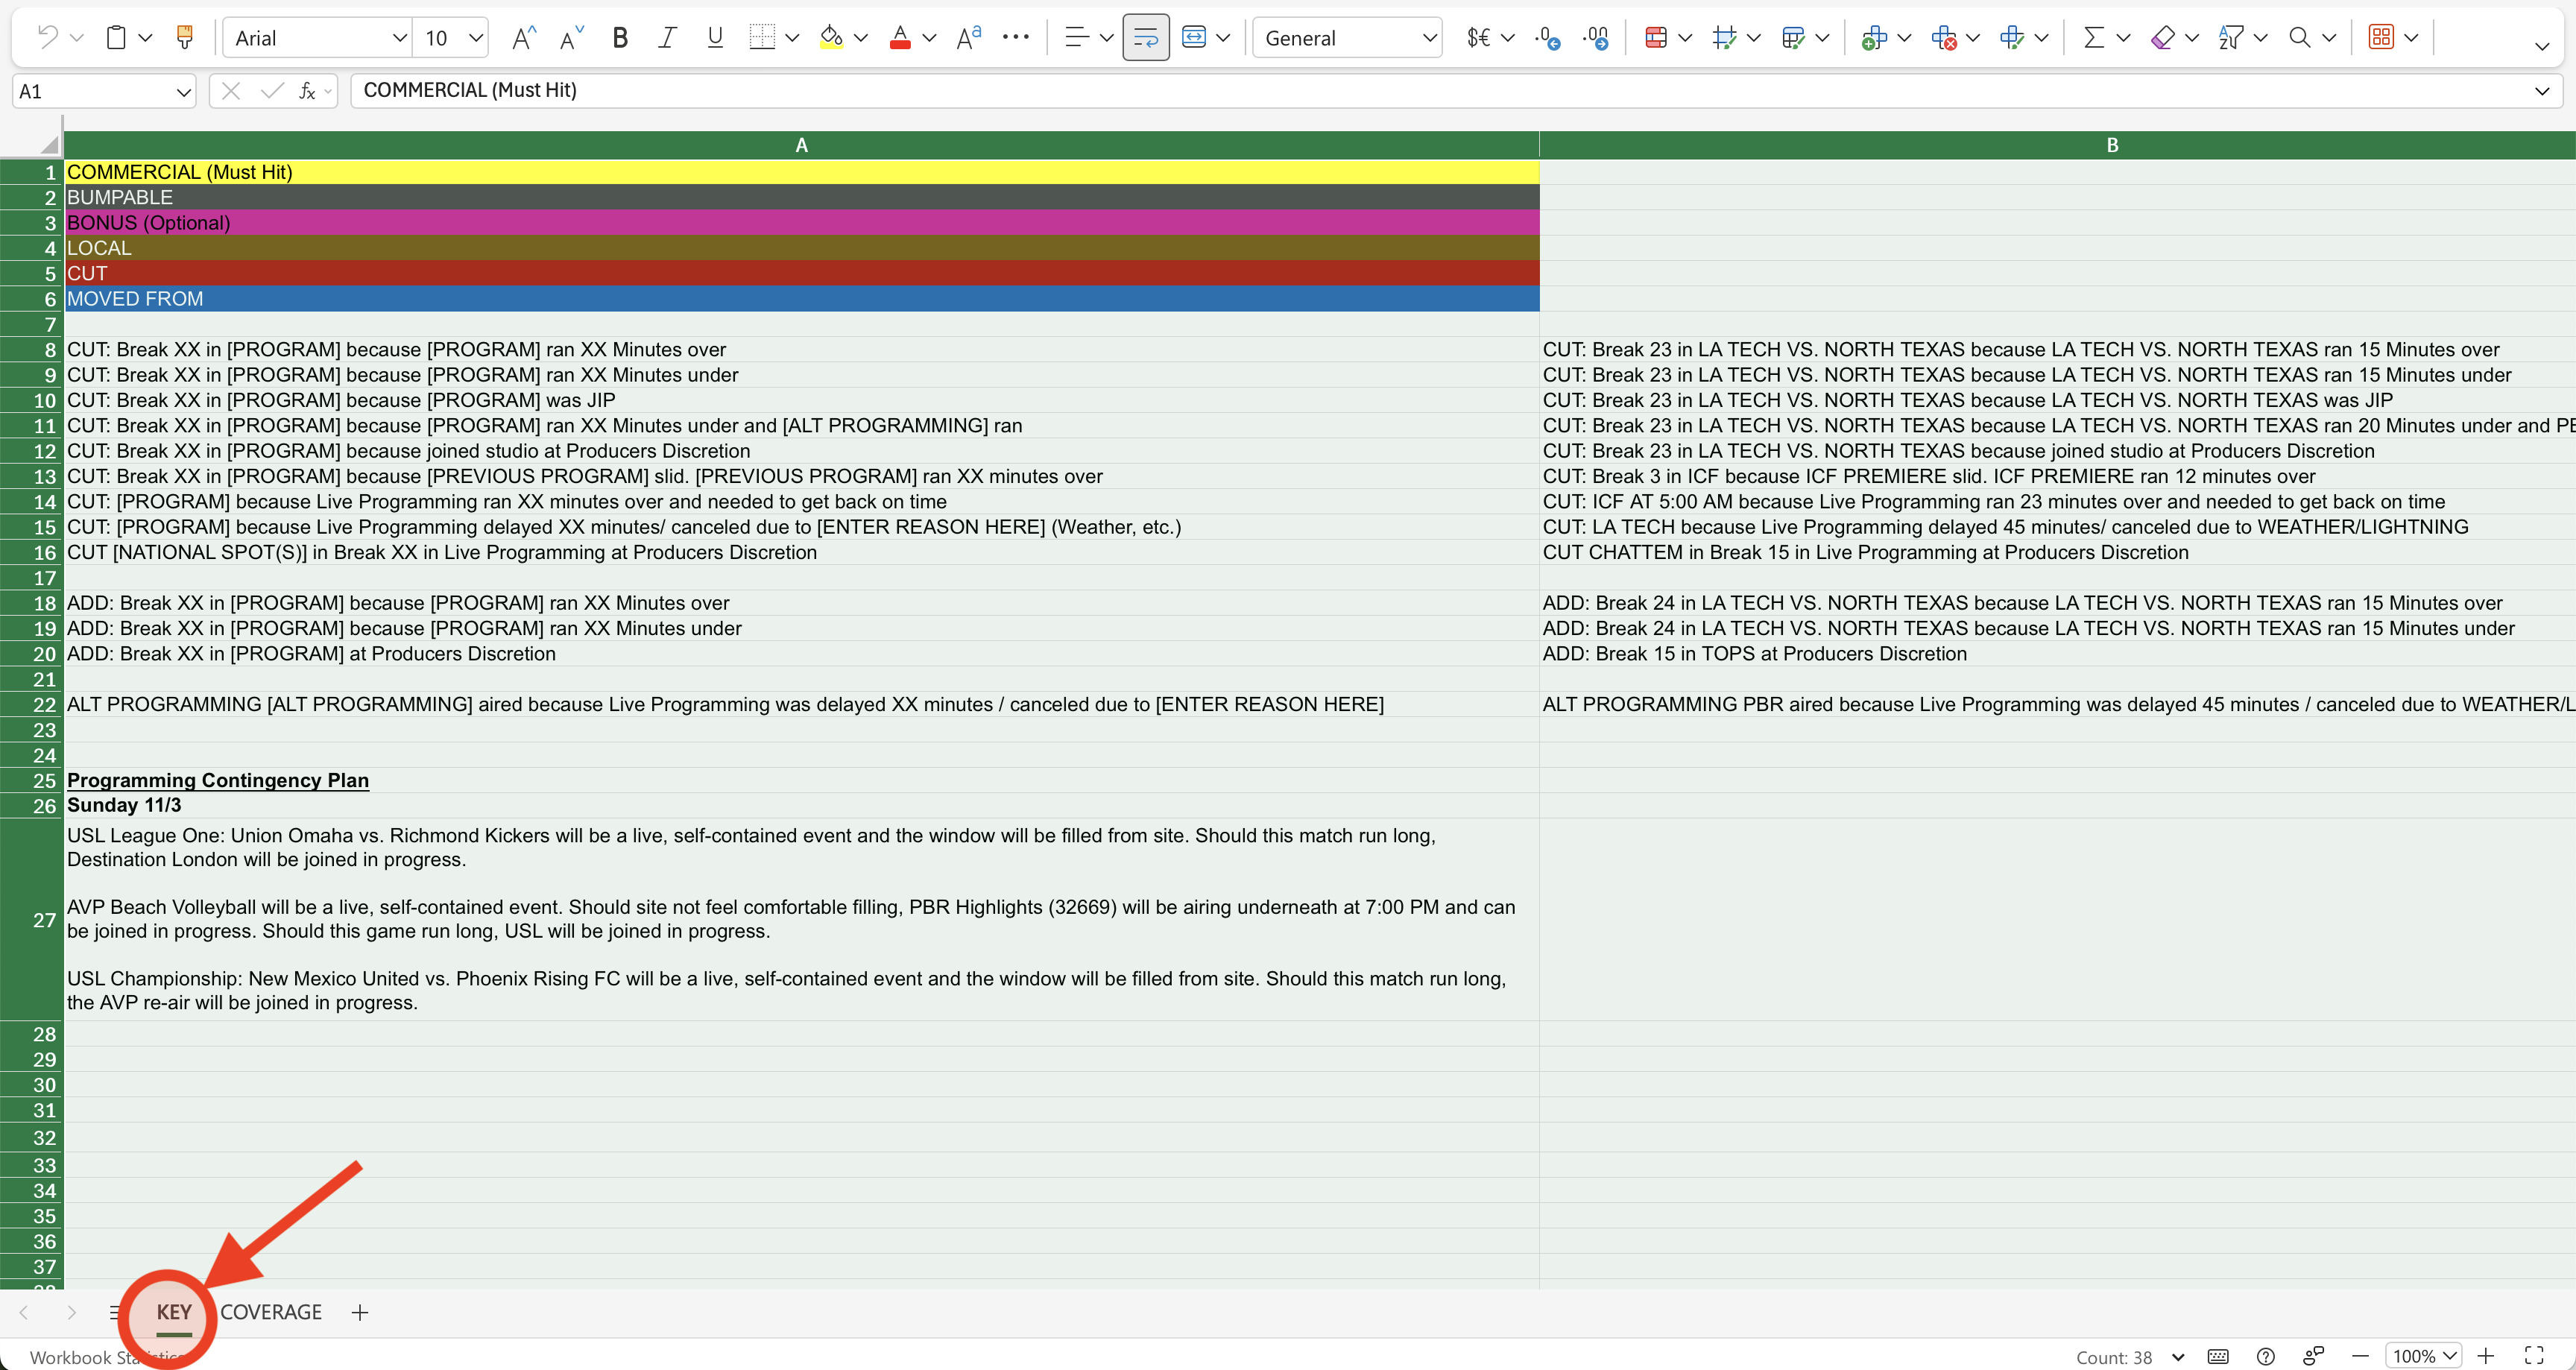 Arial
10
B
I
U
General
$€
A1
fx
COMMERCIAL (Must Hit)
A
B
1 COMMERCIAL (Must Hit)
2 BUMPABLE
3 BONUS (Optional)
4 LOCAL
5 CUT
6 MOVED FROM
7
8 CUT: Break XX in [PROGRAM] because [PROGRAM] ran XX Minutes over CUT: Break 23 in LA TECH VS. NORTH TEXAS because LA TECH VS. NORTH TEXAS ran 15 Minutes over
9 CUT: Break XX in [PROGRAM] because [PROGRAM] ran XX Minutes under CUT: Break 23 in LA TECH VS. NORTH TEXAS because LA TECH VS. NORTH TEXAS ran 15 Minutes under
10 CUT: Break XX in [PROGRAM] because [PROGRAM] was JIP CUT: Break 23 in LA TECH VS. NORTH TEXAS because LA TECH VS. NORTH TEXAS was JIP
11 CUT: Break XX in [PROGRAM] because [PROGRAM] ran XX Minutes under and [ALT PROGRAMMING] ran CUT: Break 23 in LA TECH VS. NORTH TEXAS because LA TECH VS. NORTH TEXAS ran 20 Minutes under and
12 CUT: Break XX in [PROGRAM] because joined studio at Producers Discretion CUT: Break 23 in LA TECH VS. NORTH TEXAS because joined studio at Producers Discretion
13 CUT: Break XX in [PROGRAM] because [PREVIOUS PROGRAM] slid. [PREVIOUS PROGRAM] ran XX minutes over CUT: Break 3 in ICF because ICF PREMIERE slid. ICF PREMIERE ran 12 minutes over
14 CUT: [PROGRAM] because Live Programming ran XX minutes over and needed to get back on time CUT: ICF AT 5:00 AM because Live Programming ran 23 minutes over and needed to get back on time
15 CUT: [PROGRAM] because Live Programming delayed XX minutes/ canceled due to [ENTER REASON HERE] (Weather, etc.) CUT: LA TECH because Live Programming delayed 45 minutes/ canceled due to WEATHER/LIGHTNING
16 CUT [NATIONAL SPOT(S)] in Break XX in Live Programming at Producers Discretion CUT CHATTEM in Break 15 in Live Programming at Producers Discretion
17
18 ADD: Break XX in [PROGRAM] because [PROGRAM] ran XX Minutes over ADD: Break 24 in LA TECH VS. NORTH TEXAS because LA TECH VS. NORTH TEXAS ran 15 Minutes over
19 ADD: Break XX in [PROGRAM] because [PROGRAM] ran XX Minutes under ADD: Break 24 in LA TECH VS. NORTH TEXAS because LA TECH VS. NORTH TEXAS ran 15 Minutes under
20 ADD: Break XX in [PROGRAM] at Producers Discretion ADD: Break 15 in TOPS at Producers Discretion
21
22 ALT PROGRAMMING [ALT PROGRAMMING] aired because Live Programming was delayed XX minutes / canceled due to [ENTER REASON HERE] ALT PROGRAMMING PBR aired because Live Programming was delayed 45 minutes / canceled due to WEATHER/L
23
24
25 Programming Contingency Plan
26 Sunday 11/3
USL League One: Union Omaha vs. Richmond Kickers will be a live, self-contained event and the window will be filled from site. Should this match run long,
Destination London will be joined in progress.
AVP Beach Volleyball will be a live, self-contained event. Should site not feel comfortable filling, PBR Highlights (32669) will be airing underneath at 7:00 PM and can
27
be joined in progress. Should this game run long, USL will be joined in progress.
USL Championship: New Mexico United vs. Phoenix Rising FC will be a live, self-contained event and the window will be filled from site. Should this match run long,
the AVP re-air will be joined in progress.
28
29
30
31
32
33
34
35
36
37
KEY COVERAGE
Workbook Statistics
Count: 38
100%